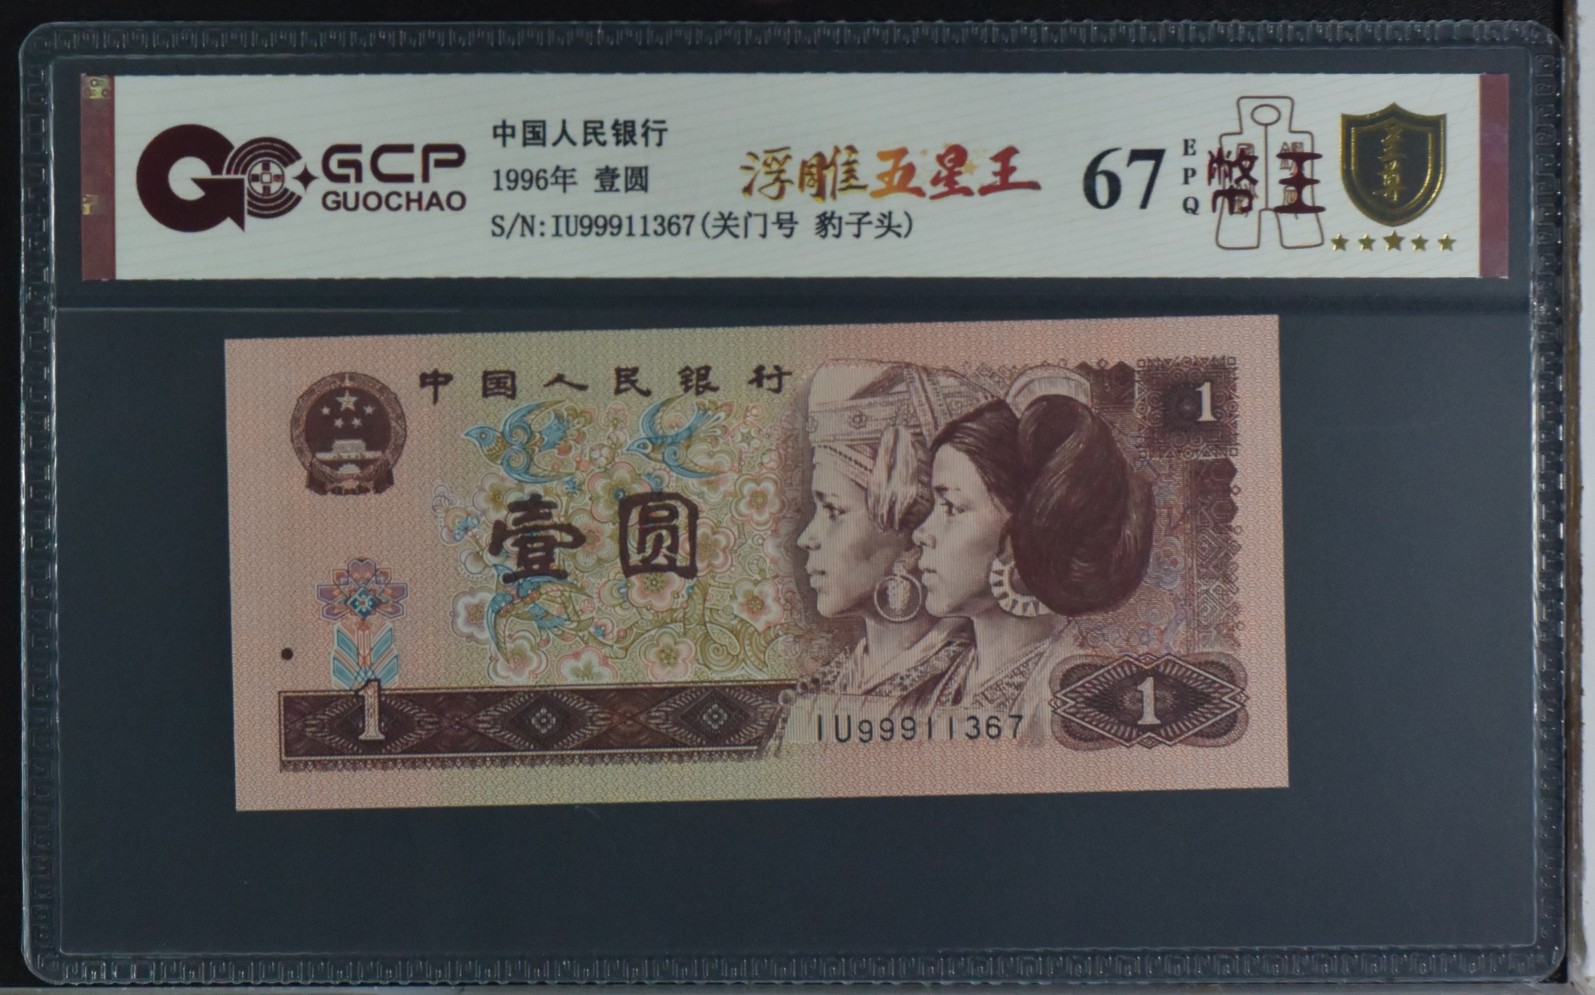 GCP
GUOCHAO
中国人民银行
1996年 壹圆
S/N:IU99911367(关门号 豹子头)
浮雕五星王
67
EPQ
至尊
中国人民银行
1
壹圆
1
IU99911367
1